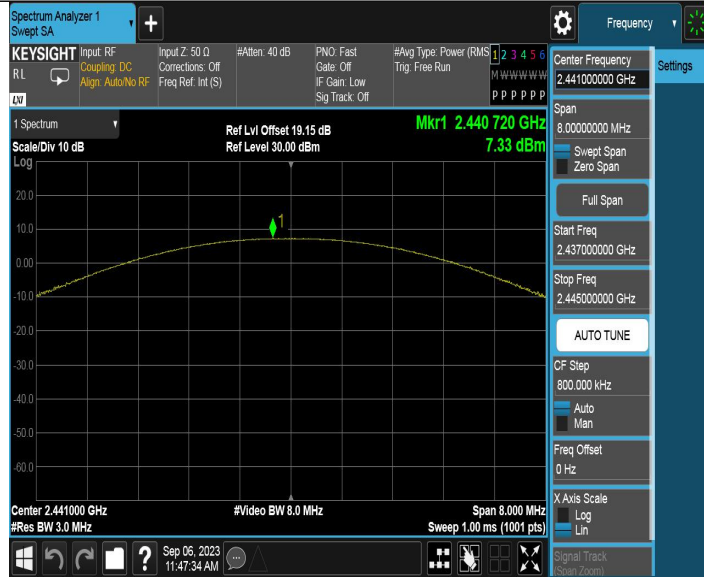 Spectrum Analyzer 1
Swept SA
Frequency
KEYSIGHT
RL
LXI
Input: RF
Coupling: DC
Align: Auto/No RF
Input Z: 50 Ω
Corrections: Off
Freq Ref: Int (S)
#Atten: 40 dB
PNO: Fast
Gate: Off
IF Gain: Low
Sig Track: Off
#Avg Type: Power (RMS
Trig: Free Run
1 2 3 4 5 6
M W W W W W
P P P P P P
Center Frequency
2.441000000 GHz
Settings
Span
8.00000000 MHz
Swept Span
Zero Span
Full Span
Start Freq
2.437000000 GHz
Stop Freq
2.445000000 GHz
AUTO TUNE
CF Step
800.000 kHz
Auto
Man
Freq Offset
0 Hz
X Axis Scale
Log
Lin
Signal Track
(Span Zoom)
1 Spectrum
Scale/Div 10 dB
Ref Lvl Offset 19.15 dB
Ref Level 30.00 dBm
Mkr1 2.440 720 GHz
7.33 dBm
Log
20.0
10.0
0.00
-10.0
-20.0
-30.0
-40.0
-50.0
-60.0
1
Center 2.441000 GHz
#Video BW 8.0 MHz
Span 8.000 MHz
#Res BW 3.0 MHz
Sweep 1.00 ms (1001 pts)
?
Sep 06, 2023
11:47:34 AM